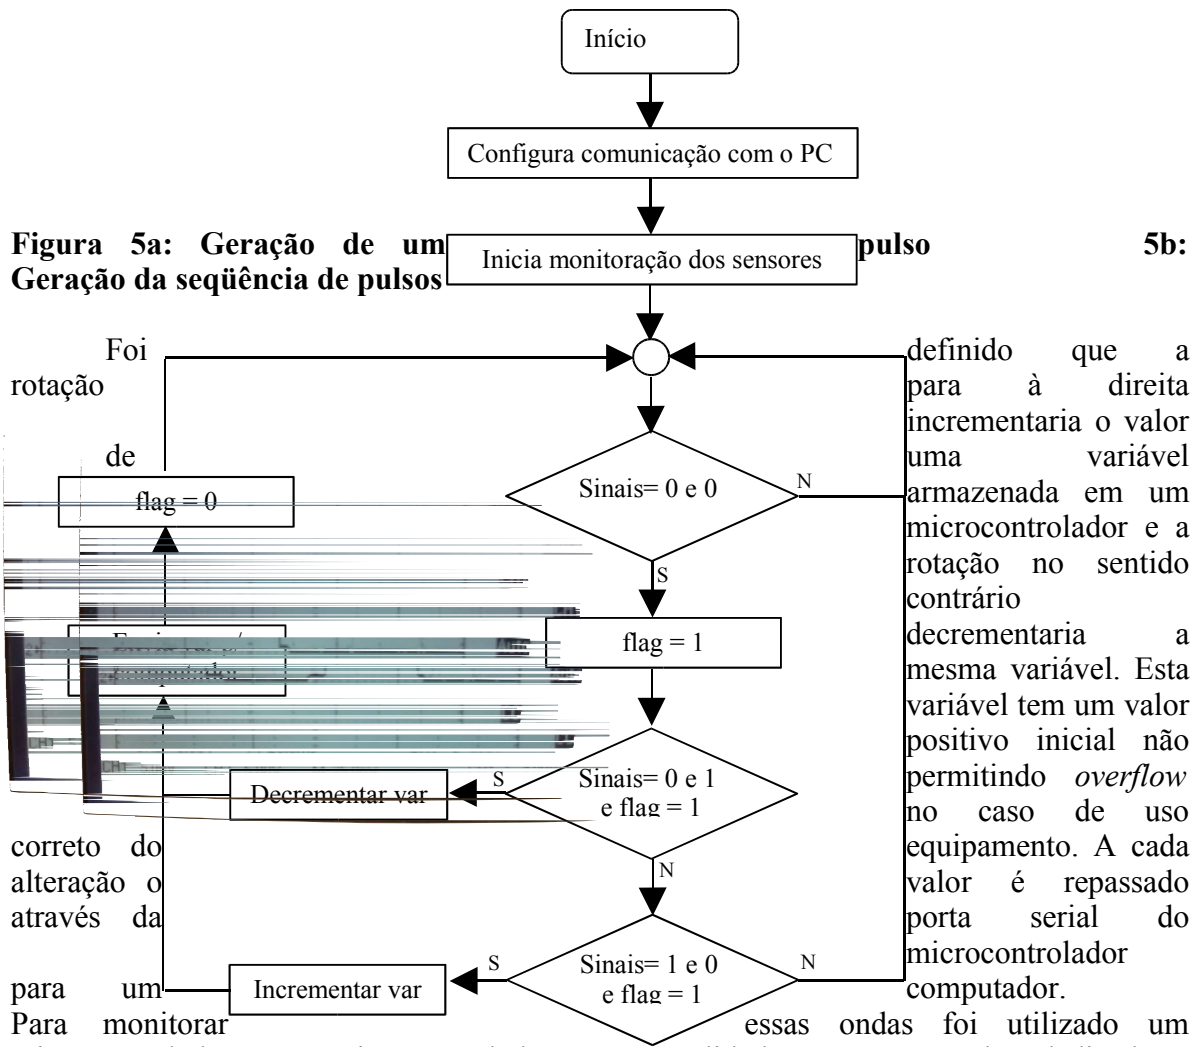 Início
Configura comunicação com o PC
Figura 5a: Geração de um pulso 5b:
Geração da seqüência de pulsos
Inicia monitoração dos sensores
Foi definido que a
rotação para à direita
incrementaria o valor
de uma variável
armazenada em um
microcontrolador e a
rotação no sentido
contrário
decrementaria a
mesma variável. Esta
variável tem um valor
positivo inicial não
permitindo overflow
no caso de uso
correto do equipamento. A cada
alteração o valor é repassado
através da porta serial do
microcontrolador
para um computador.
Para monitorar essas ondas foi utilizado um
Sinais= 0 e 0
N
S
flag = 0
flag = 1
Sinais= 0 e 1
e flag = 1
S
Decrementar var
N
Sinais= 1 e 0
e flag = 1
S
N
Incrementar var